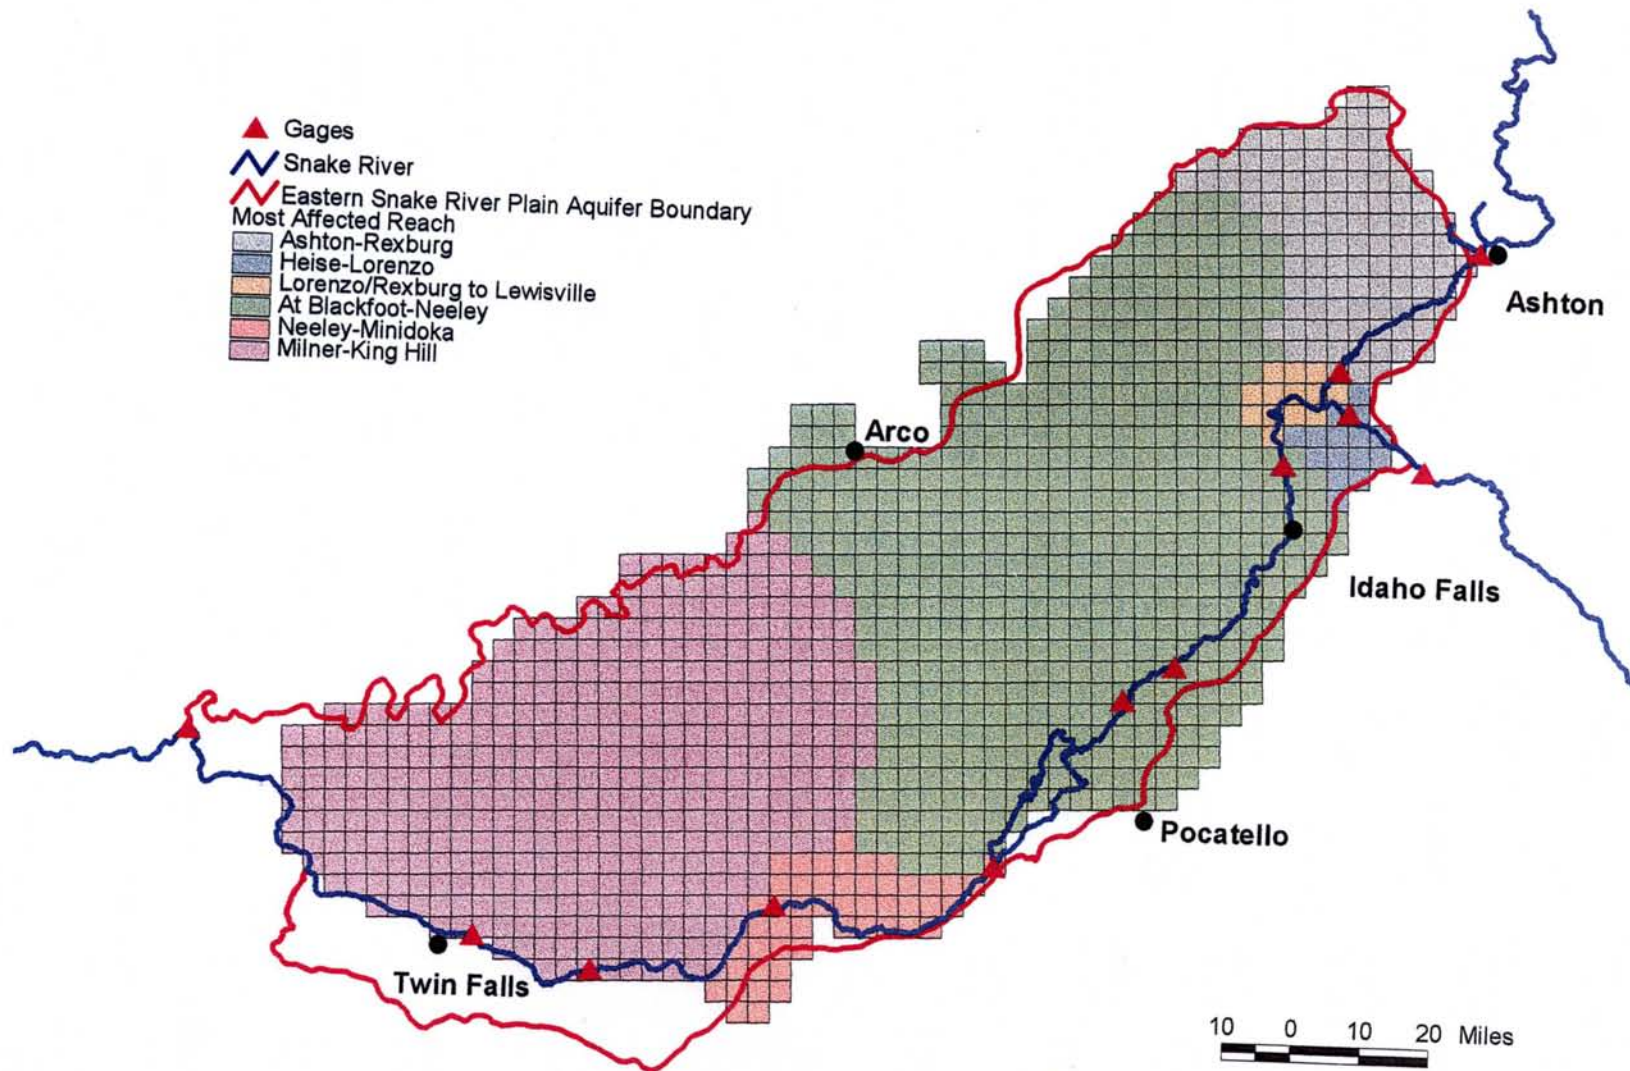 Gages
Snake River
Eastern Snake River Plain Aquifer Boundary
Most Affected Reach
Ashton-Rexburg
Heise-Lorenzo
Lorenzo/Rexburg to Lewisville
At Blackfoot-Neeley
Neeley-Minidoka
Milner-King Hill
Ashton
Arco
Idaho Falls
Pocatello
Twin Falls
10 0 10 20 Miles